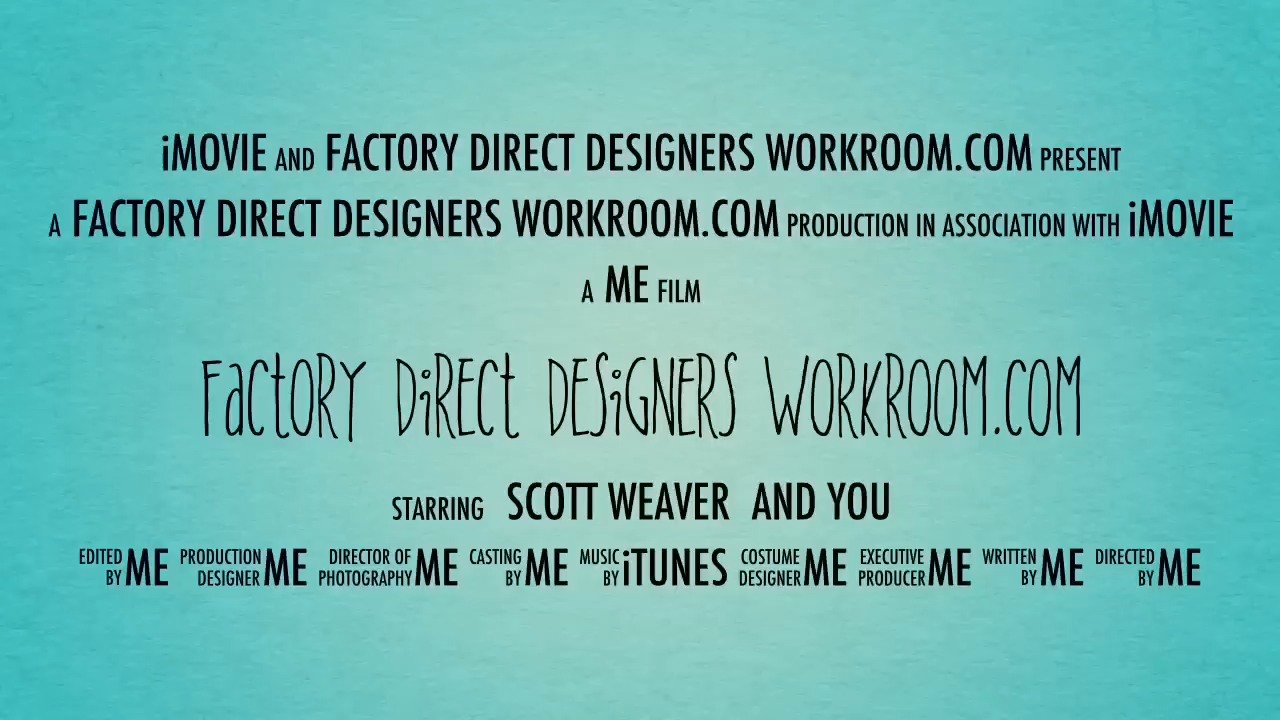 iMOVIE AND FACTORY DIRECT DESIGNERS WORKROOM.COM PRESENT
A FACTORY DIRECT DESIGNERS WORKROOM.COM PRODUCTION IN ASSOCIATION WITH iMOVIE
A ME FILM
FactORY DiRECt DESiGNERS WORKROOM.COM
STARRING SCOTT WEAVER AND YOU
EDITED BY ME PRODUCTION DESIGNER ME DIRECTOR OF PHOTOGRAPHY ME CASTING BY ME MUSIC BY iTUNES COSTUME DESIGNER ME EXECUTIVE PRODUCER ME WRITTEN BY ME DIRECTED BY ME